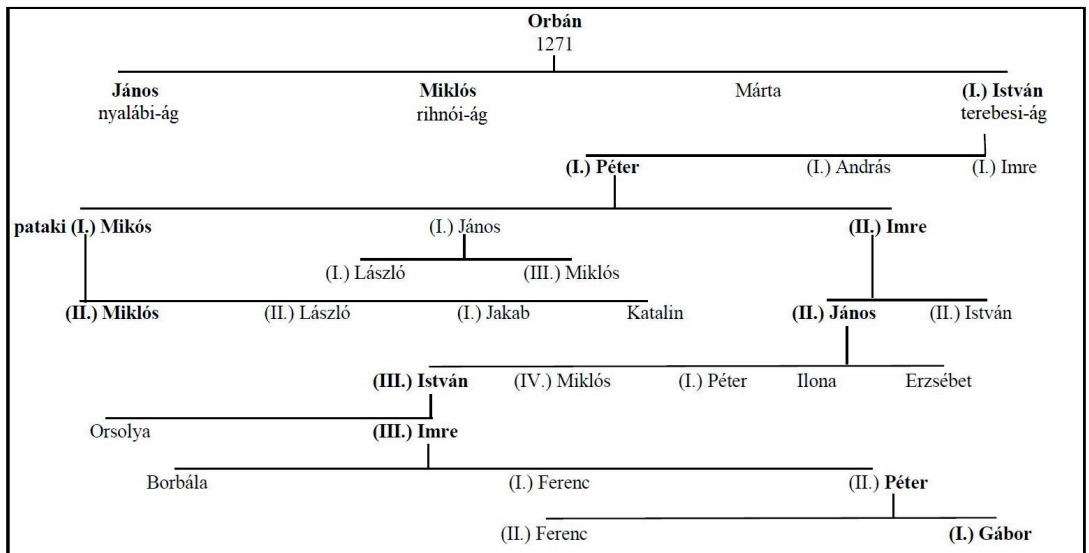 Orbán
1271
János Miklós Márta (I.) István
nyalábi-ág rihnói-ág terebesi-ág
(I.) Péter (I.) András (I.) Imre
pataki (I.) Mikós (I.) János (II.) Imre
(I.) László (III.) Miklós
(II.) Miklós (II.) László (I.) Jakab Katalin (II.) János (II.) István
(III.) István (IV.) Miklós (I.) Péter Ilona Erzsébet
Orsolya (III.) Imre
Borbála (I.) Ferenc (II.) Péter
(II.) Ferenc (I.) Gábor